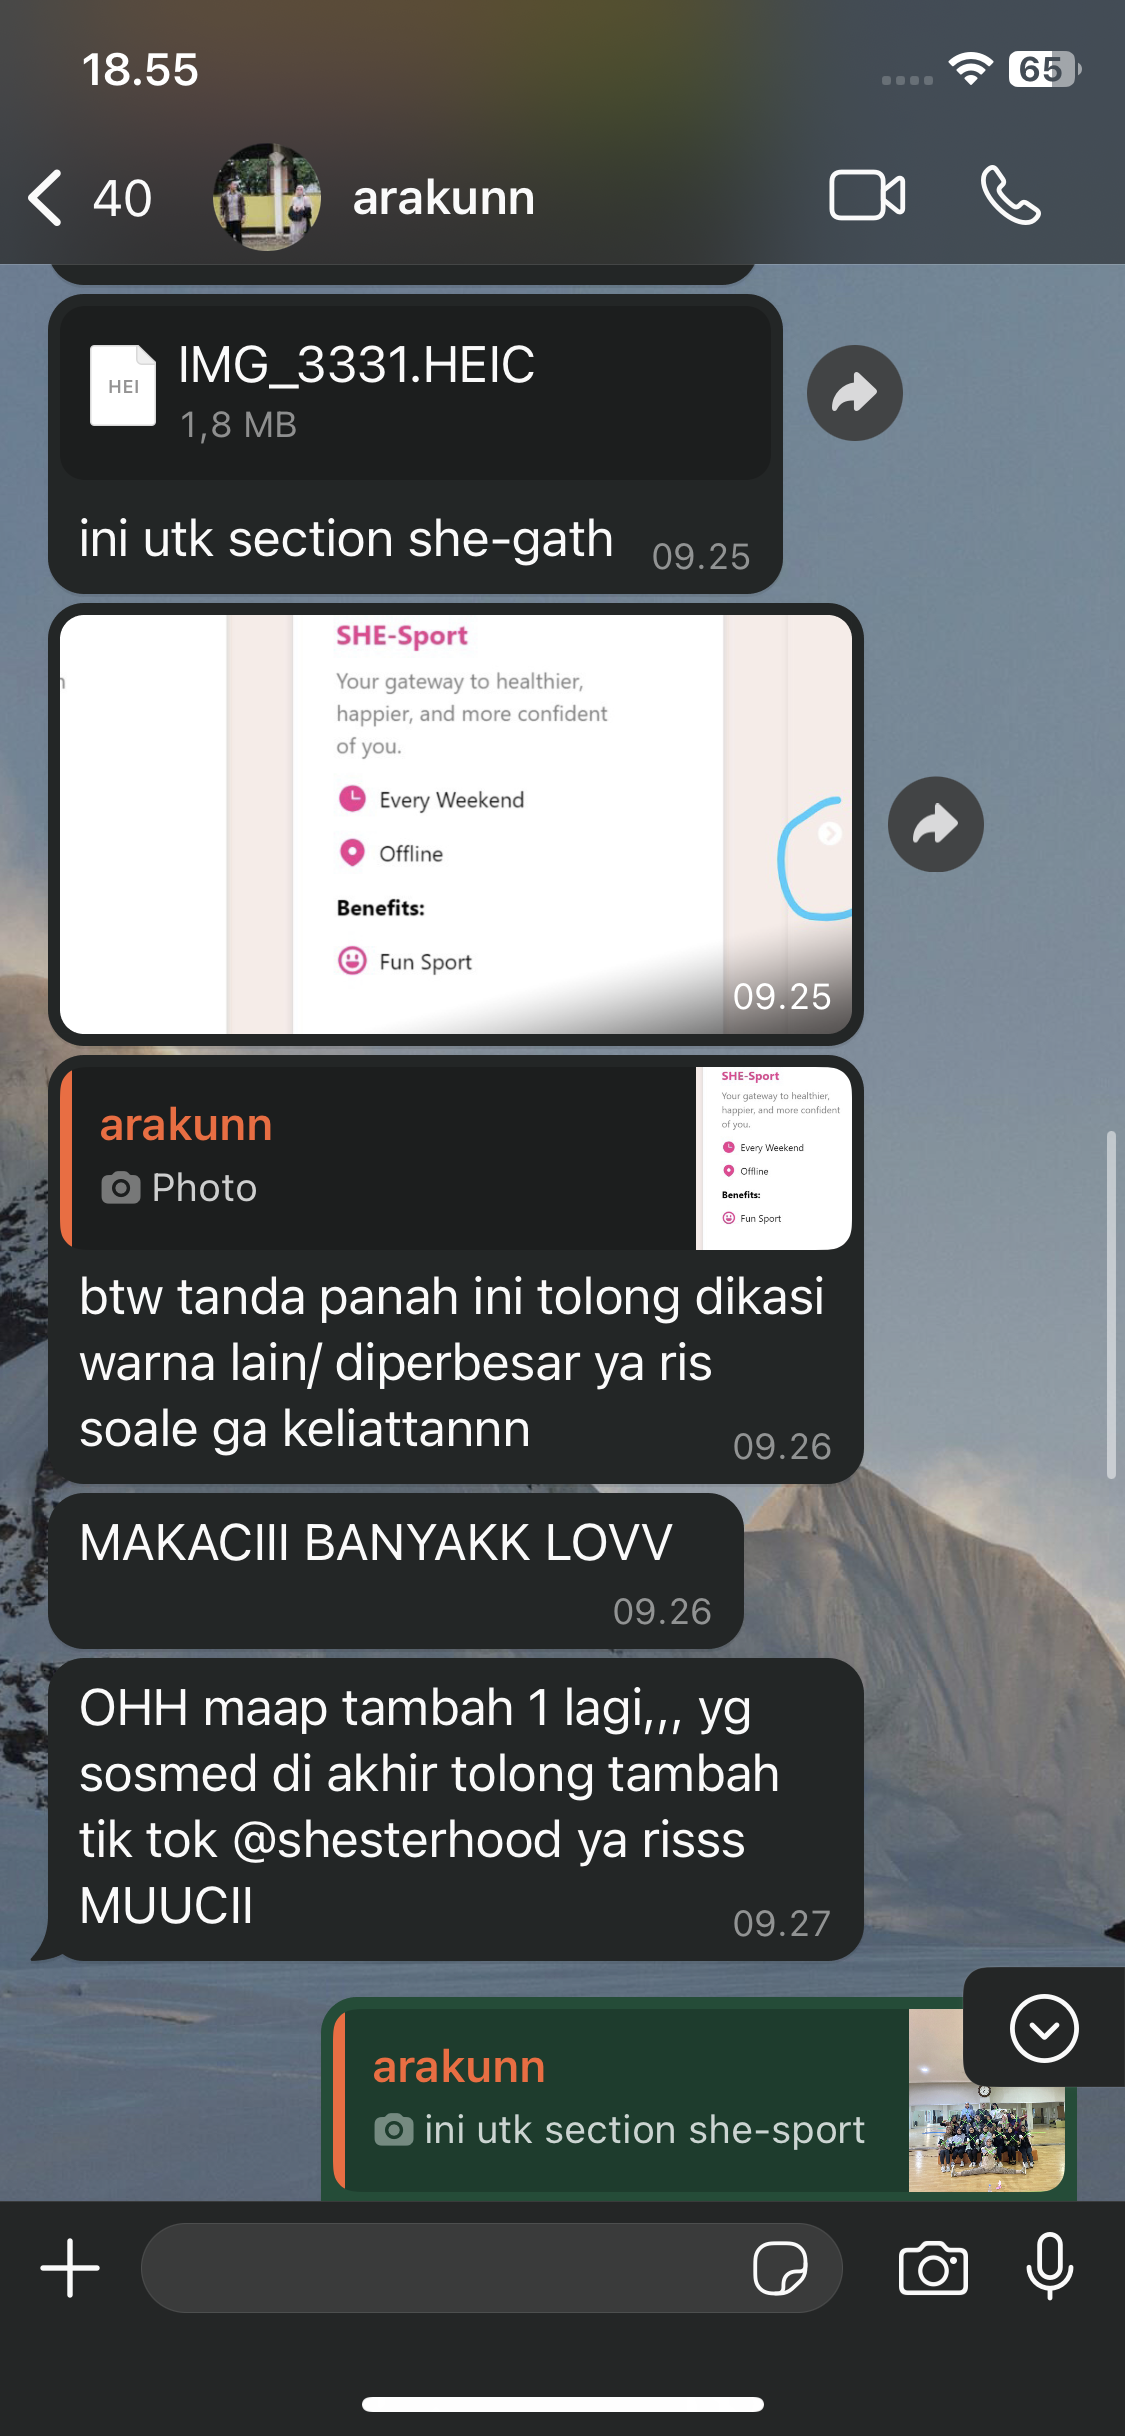 18.55
65
40
arakunn
HEI
IMG_3331.HEIC
1,8 MB
ini utk section she-gath
09.25
SHE-Sport
Your gateway to healthier,
happier, and more confident
of you.
Every Weekend
Offline
Benefits:
Fun Sport
09.25
arakunn
Photo
SHE-Sport
Your gateway to healthier,
happier, and more confident
of you.
Every Weekend
Offline
Benefits:
Fun Sport
btw tanda panah ini tolong dikasi
warna lain/ diperbesar ya ris
soale ga keliattannn
09.26
MAKACIII BANYAKK LOVV
09.26
OHH maap tambah 1 lagi,,, yg
sosmed di akhir tolong tambah
tik tok @shesterhood ya risss
MUUCII
09.27
arakunn
ini utk section she-sport